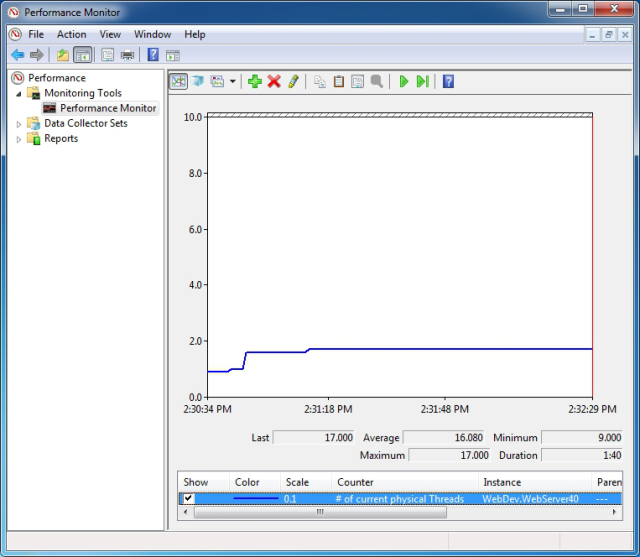 Performance Monitor
File Action View Window Help
Performance
Monitoring Tools
Performance Monitor
Data Collector Sets
Reports
10.0
8.0
6.0
4.0
2.0
0.0
2:30:34 PM 2:31:18 PM 2:31:48 PM 2:32:29 PM
Last 17.000 Average 16.080 Minimum 9.000
Maximum 17.000 Duration 1:40
Show Color Scale Counter Instance Paren
0.1 # of current physical Threads WebDev.WebServer40 ---